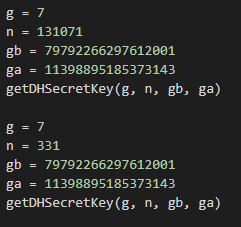 g = 7
n = 131071
gb = 79792266297612001
ga = 11398895185373143
getDHSecretKey(g, n, gb, ga)
g = 7
n = 331
gb = 79792266297612001
ga = 11398895185373143
getDHSecretKey(g, n, gb, ga)